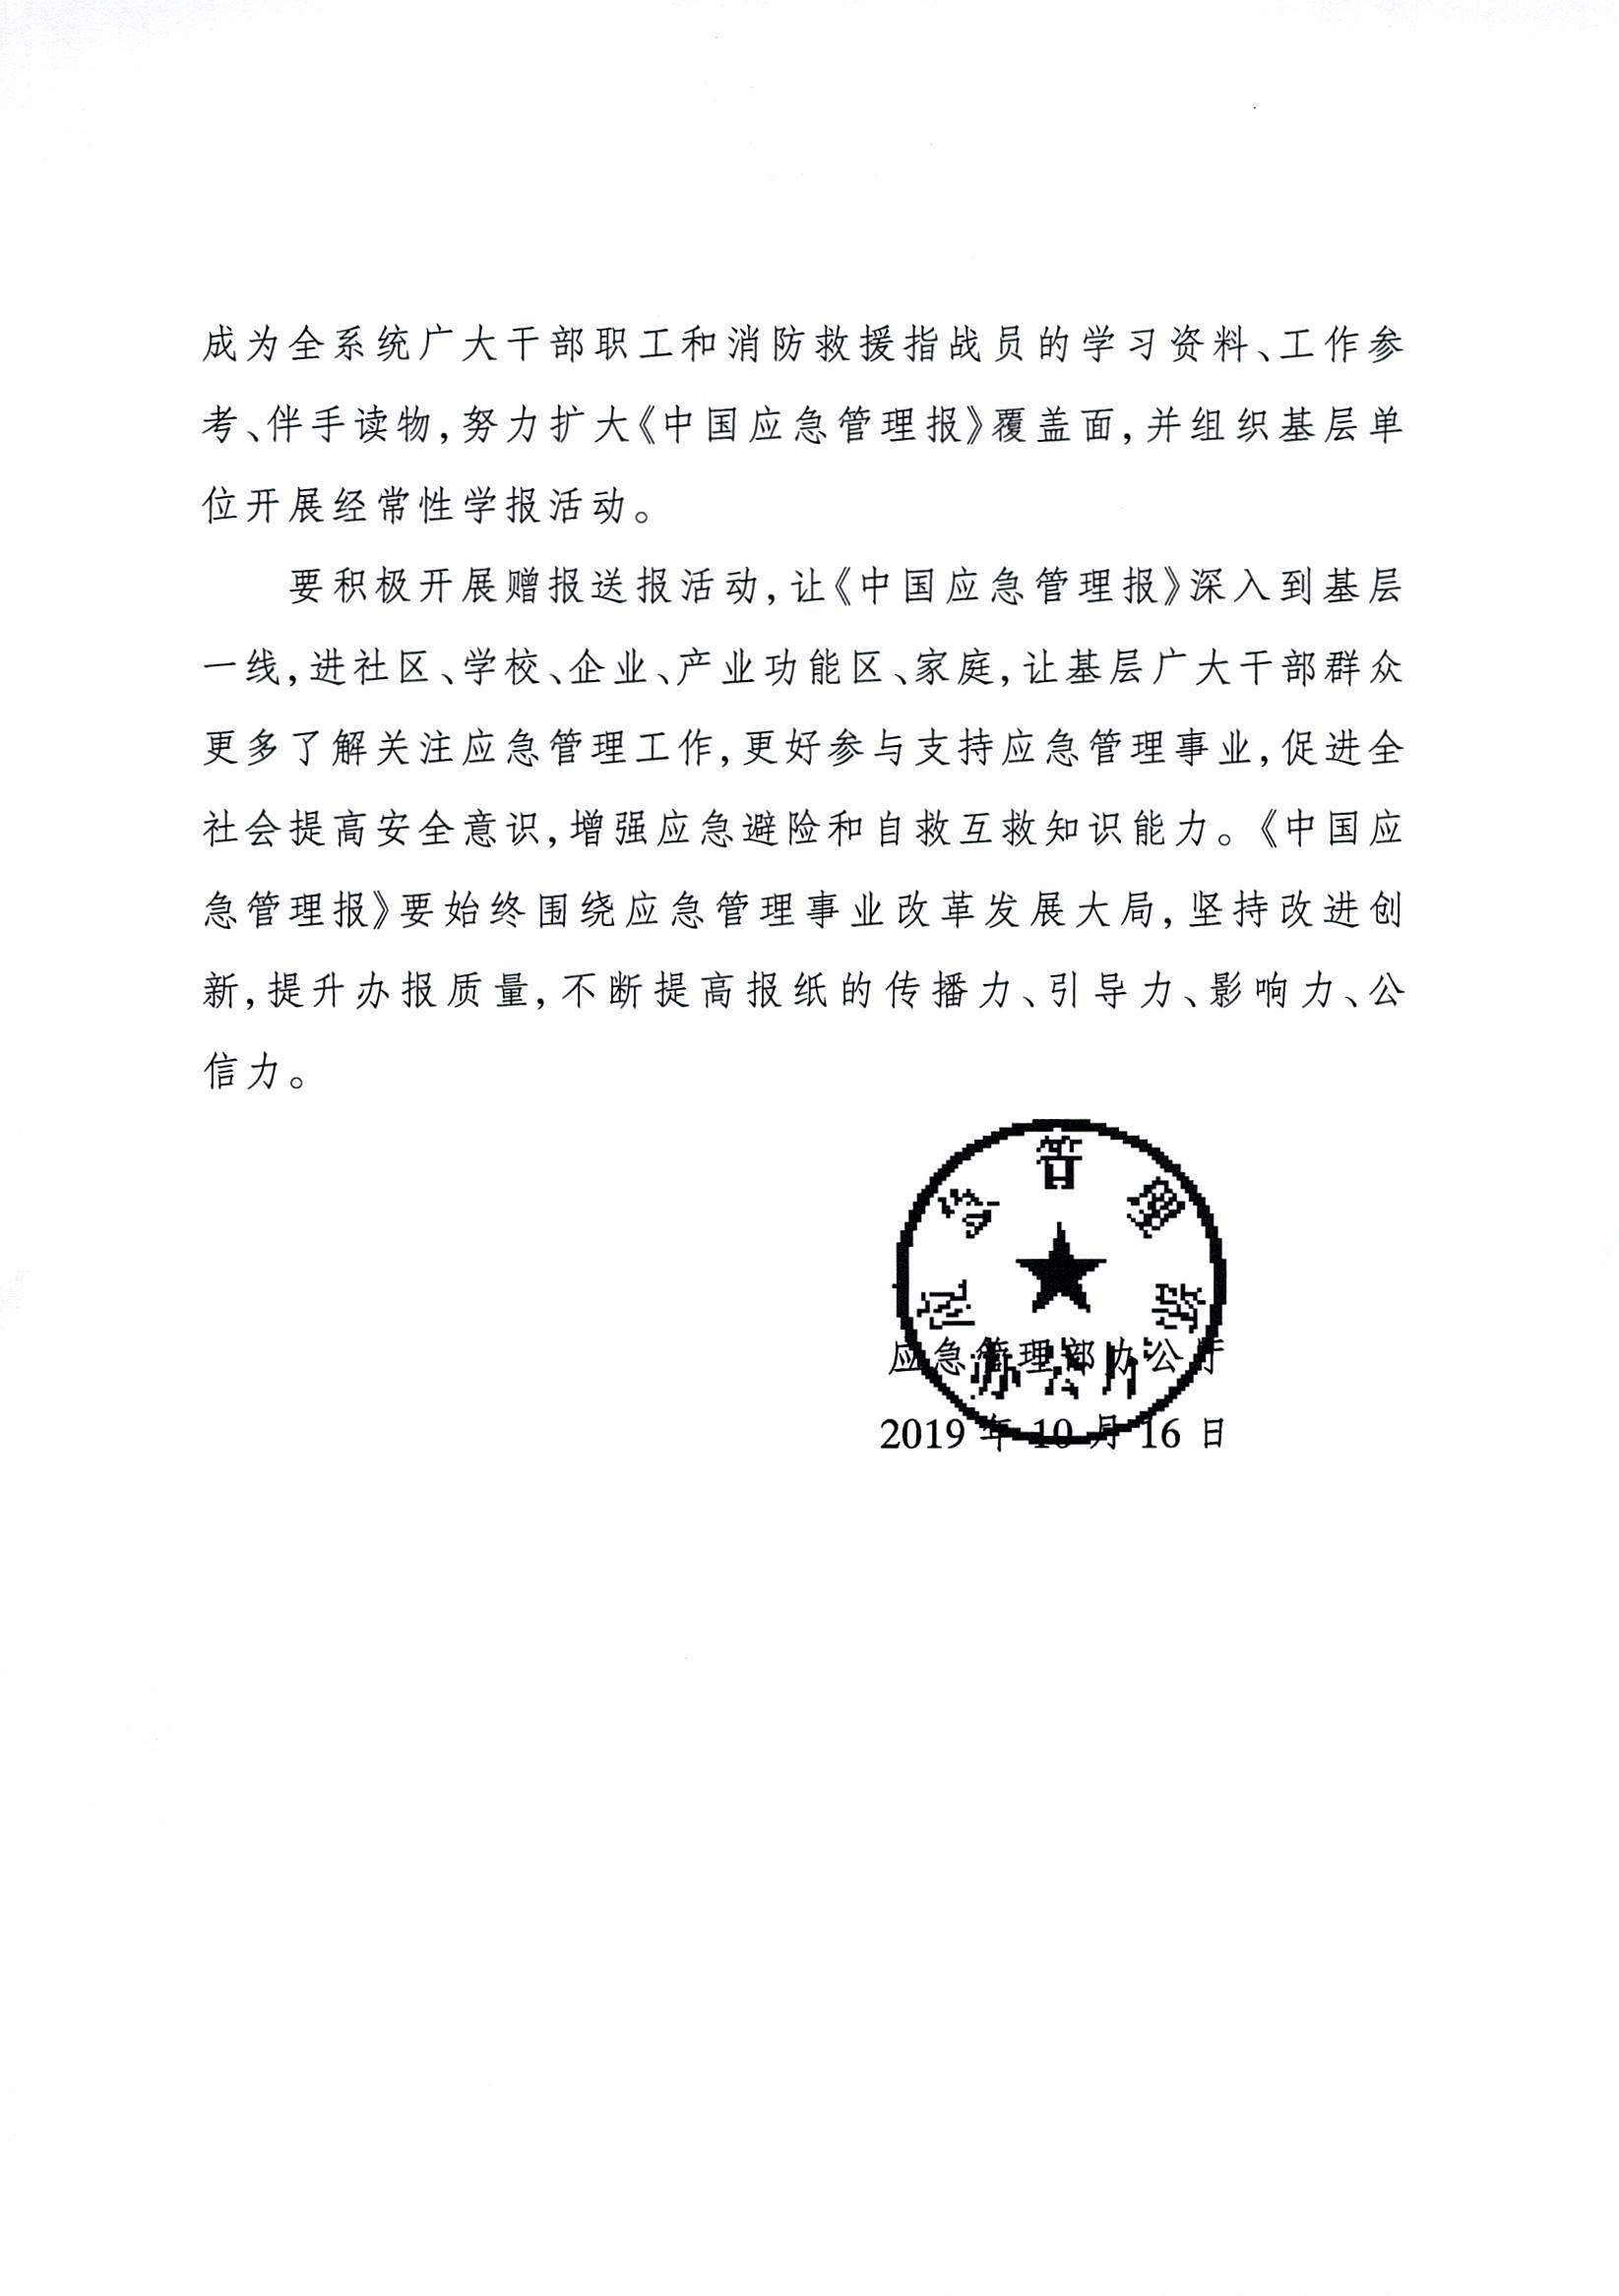 成为全系统广大干部职工和消防救援指战员的学习资料、工作参
考、伴手读物,努力扩大《中国应急管理报》覆盖面,并组织基层单
位开展经常性学报活动。
要积极开展赠报送报活动,让《中国应急管理报》深入到基层
一线,进社区、学校、企业、产业功能区、家庭,让基层广大干部群众
更多了解关注应急管理工作,更好参与支持应急管理事业,促进全
社会提高安全意识,增强应急避险和自救互救知识能力。《中国应
急管理报》要始终围绕应急管理事业改革发展大局,坚持改进创
新,提升办报质量,不断提高报纸的传播力、引导力、影响力、公
信力。
应急管理部
办公厅
应急管理部办公厅
2019年10月16日